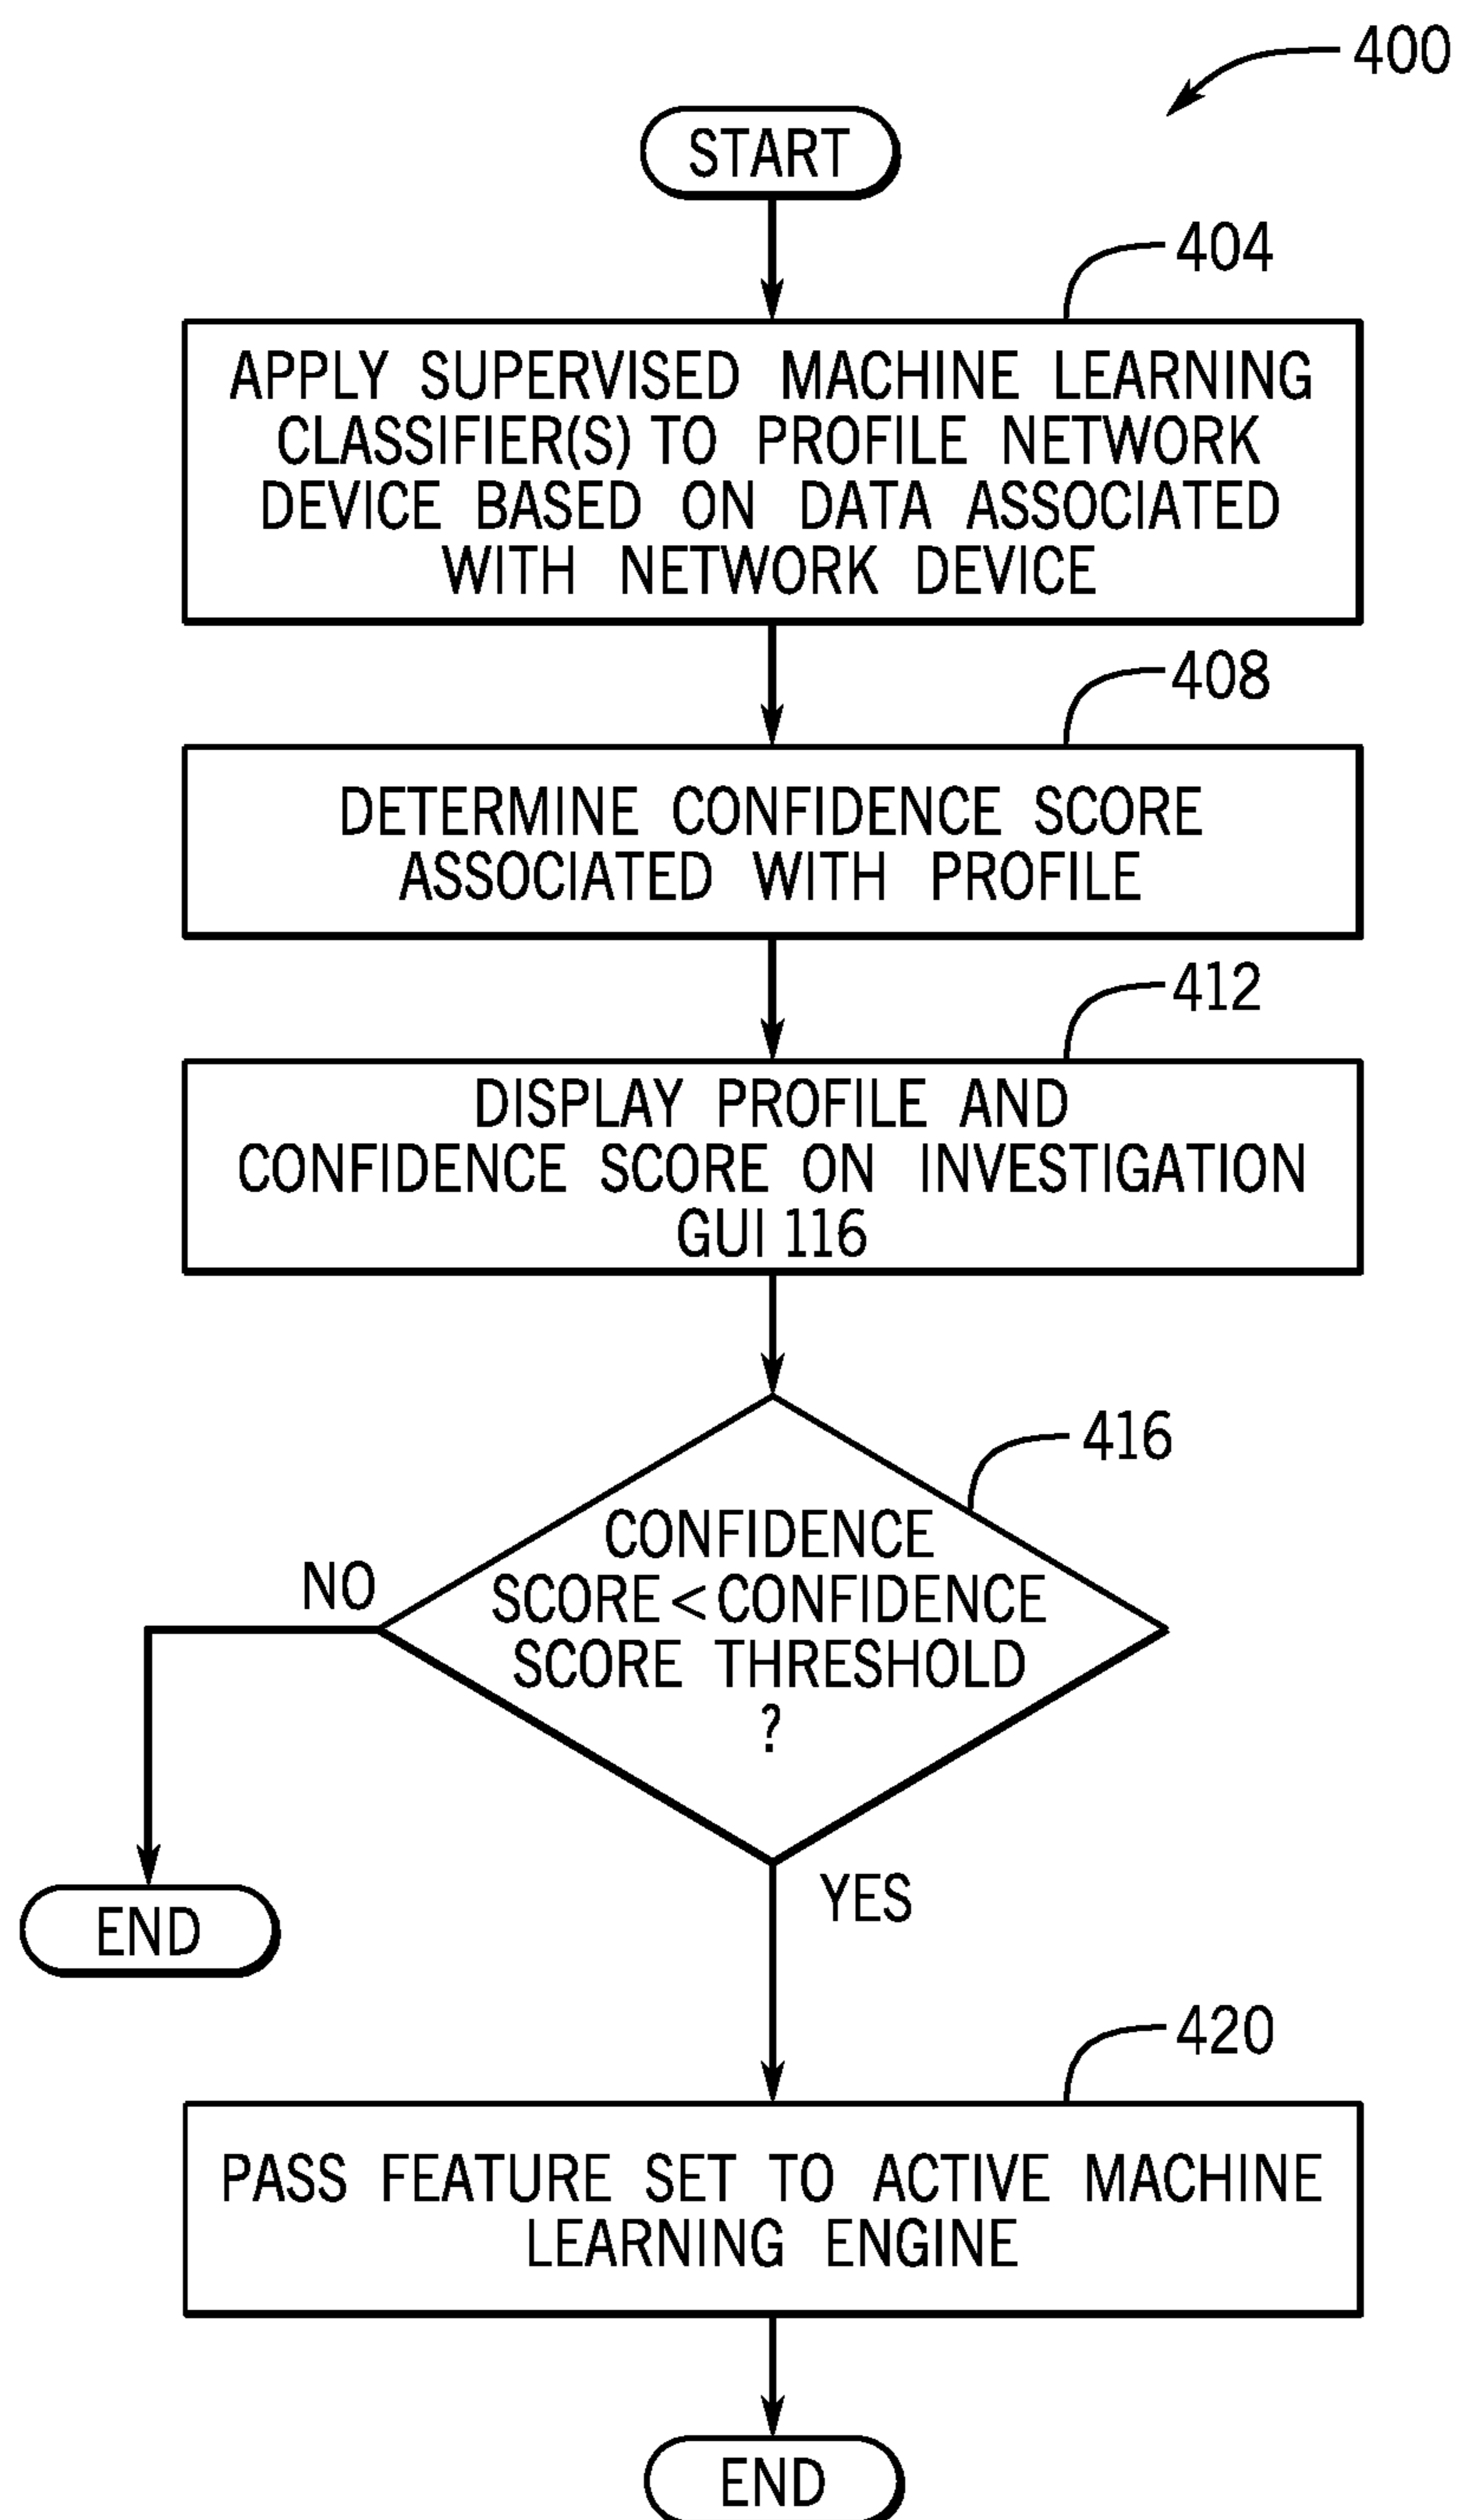 400
START
404
APPLY SUPERVISED MACHINE LEARNING
CLASSIFIER(S) TO PROFILE NETWORK
DEVICE BASED ON DATA ASSOCIATED
WITH NETWORK DEVICE
408
DETERMINE CONFIDENCE SCORE
ASSOCIATED WITH PROFILE
412
DISPLAY PROFILE AND
CONFIDENCE SCORE ON INVESTIGATION
GUI 116
416
CONFIDENCE
SCORE < CONFIDENCE
SCORE THRESHOLD
?
NO
YES
END
420
PASS FEATURE SET TO ACTIVE MACHINE
LEARNING ENGINE
END